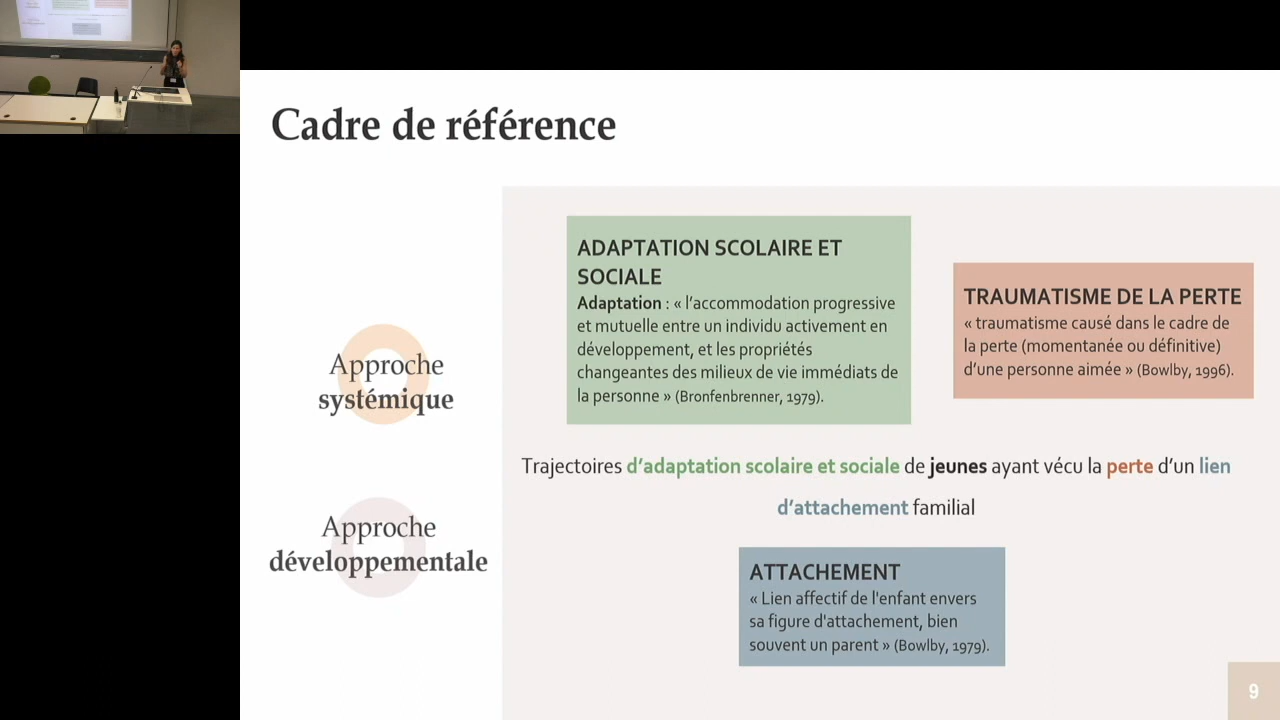 Cadre de référence
Approche
systémique
Approche
développementale
ADAPTATION SCOLAIRE ET
SOCIALE
Adaptation : « l’accommodation progressive
et mutuelle entre un individu activement en
développement, et les propriétés
changeantes des milieux de vie immédiats de
la personne » (Bronfenbrenner, 1979).
TRAUMATISME DE LA PERTE
« traumatisme causé dans le cadre de
la perte (momentanée ou définitive)
d’une personne aimée » (Bowlby, 1996).
Trajectoires d’adaptation scolaire et sociale de jeunes ayant vécu la perte d’un lien
d’attachement familial
ATTACHEMENT
« Lien affectif de l'enfant envers
sa figure d'attachement, bien
souvent un parent » (Bowlby, 1979).
9